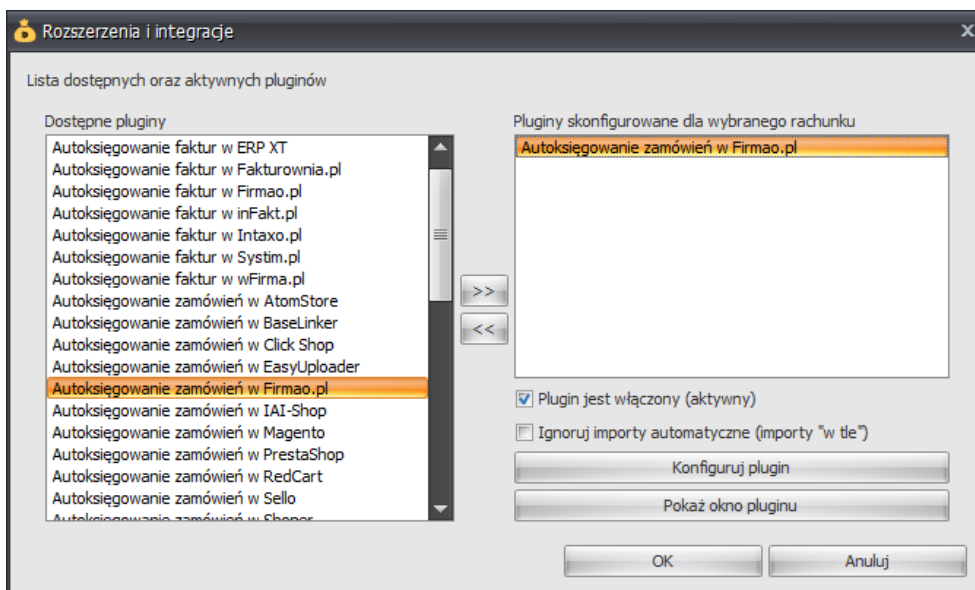 Rozszerzenia i integracje
x
Lista dostępnych oraz aktywnych pluginów
Dostępne pluginy
Autoksięgowanie faktur w ERP XT
Autoksięgowanie faktur w Fakturownia.pl
Autoksięgowanie faktur w Firmao.pl
Autoksięgowanie faktur w inFakt.pl
Autoksięgowanie faktur w Intaxo.pl
Autoksięgowanie faktur w Systim.pl
Autoksięgowanie faktur w wFirma.pl
Autoksięgowanie zamówień w AtomStore
Autoksięgowanie zamówień w BaseLinker
Autoksięgowanie zamówień w Click Shop
Autoksięgowanie zamówień w EasyUploader
Autoksięgowanie zamówień w Firmao.pl
Autoksięgowanie zamówień w IAI-Shop
Autoksięgowanie zamówień w Magento
Autoksięgowanie zamówień w PrestaShop
Autoksięgowanie zamówień w RedCart
Autoksięgowanie zamówień w Sello
Autoksięgowanie zamówień w Shoper
>>
<<
Pluginy skonfigurowane dla wybranego rachunku
Autoksięgowanie zamówień w Firmao.pl
Plugin jest włączony (aktywny)
Ignoruj importy automatyczne (importy "w tle")
Konfiguruj plugin
Pokaż okno pluginu
OK
Anuluj